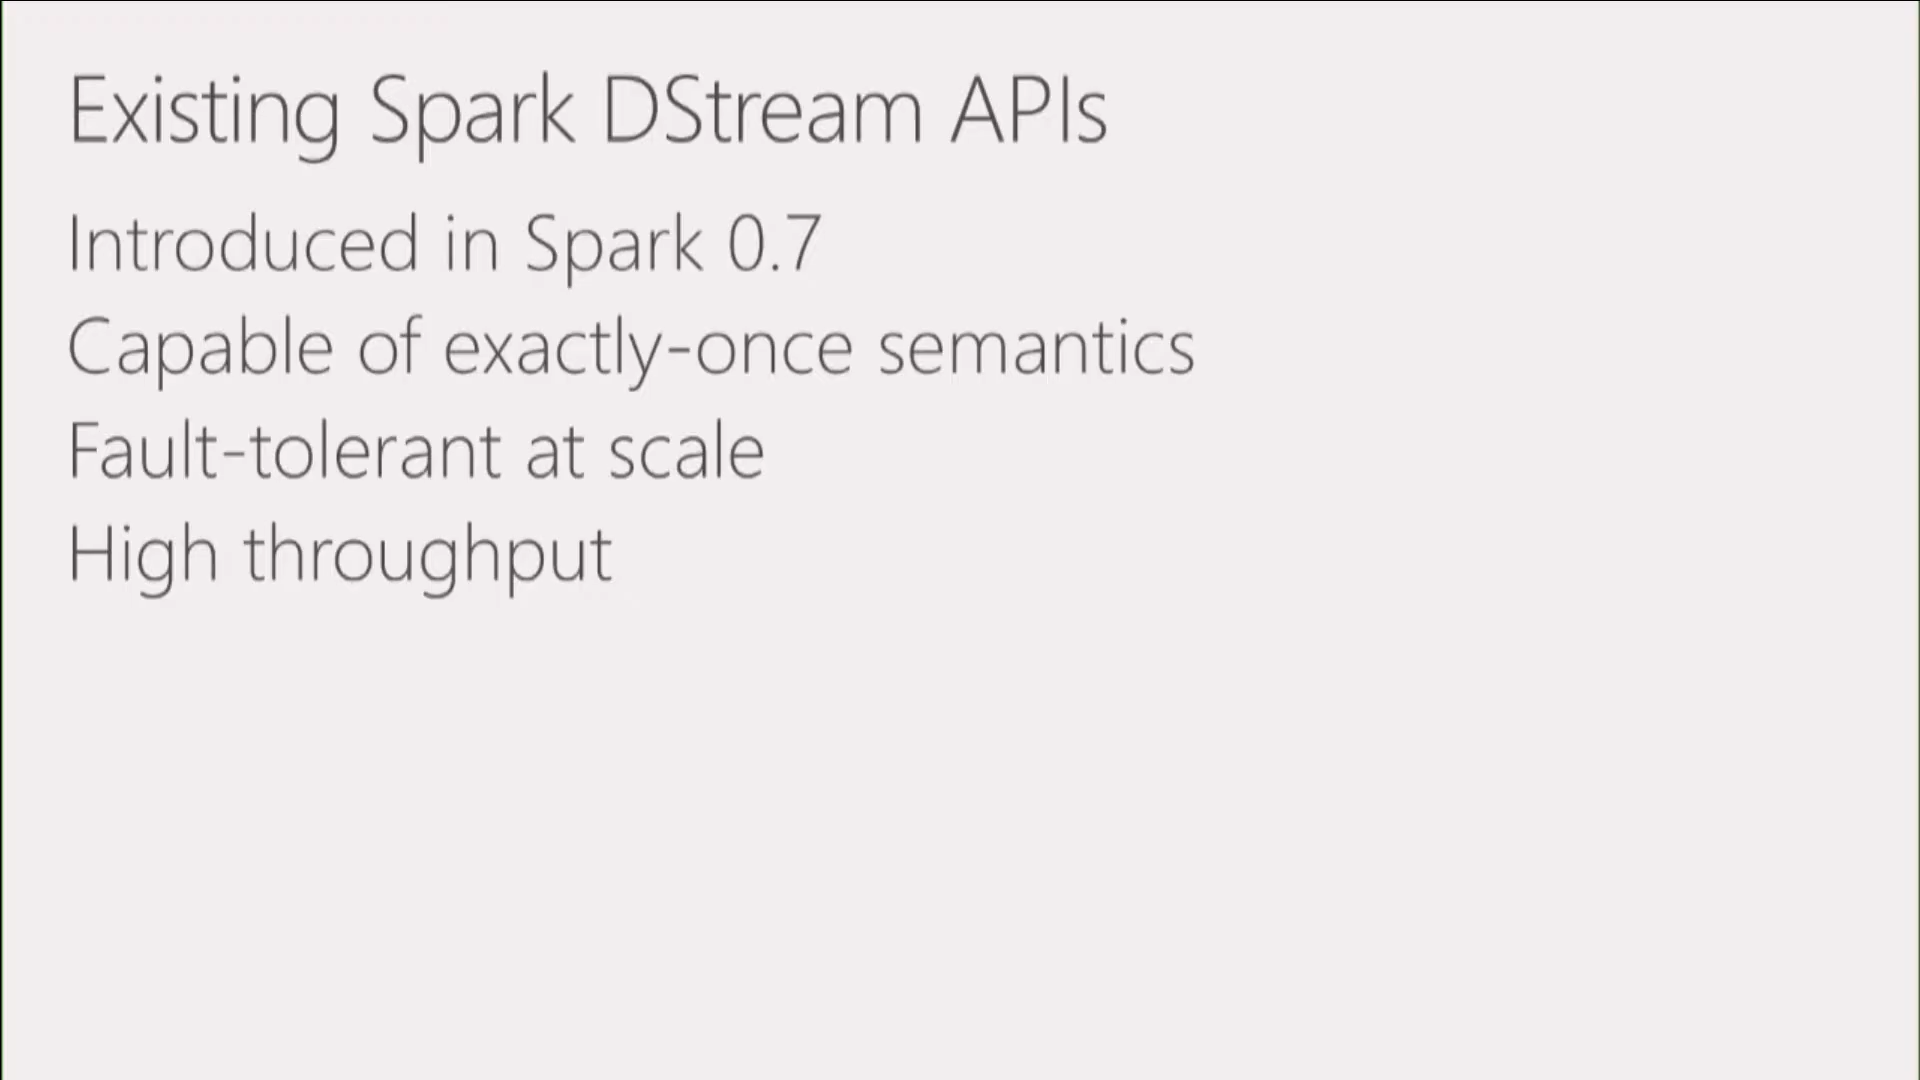 Existing Spark DStream APIs
Introduced in Spark 0.7
Capable of exactly-once semantics
Fault-tolerant at scale
High throughput